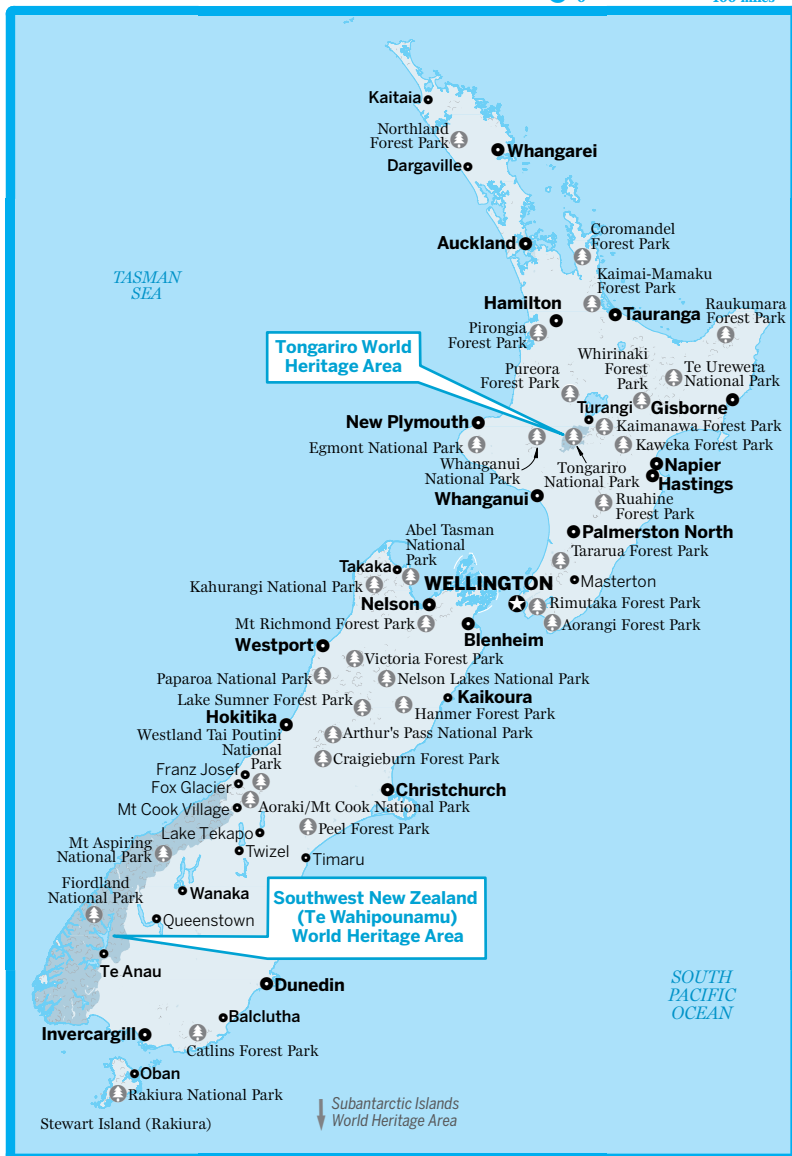 Kaitaia
Northland
Forest Park
Whangarei
Dargaville
Coromandel
Forest Park
Auckland
TASMAN
SEA
Kaimai-Mamaku
Forest Park
Hamilton
Tauranga
Raukumara
Forest Park
Pirongia
Forest Park
Tongariro World
Heritage Area
Whirinaki
Forest
Park
Te Urewera
National Park
Pureora
Forest Park
Turangi
Gisborne
New Plymouth
Kaimanawa Forest Park
Egmont National Park
Kaweka Forest Park
Whanganui
National Park
Tongariro
National Park
Napier
Hastings
Whanganui
Ruahine
Forest Park
Abel Tasman
National
Park
Palmerston North
Tararua Forest Park
Takaka
WELLINGTON
Masterton
Kahurangi National Park
Nelson
Rimutaka Forest Park
Mt Richmond Forest Park
Aorangi Forest Park
Blenheim
Westport
Victoria Forest Park
Paparoa National Park
Nelson Lakes National Park
Lake Sumner Forest Park
Kaikoura
Hanmer Forest Park
Hokitika
Westland Tai Poutini
National
Park
Arthur's Pass National Park
Craigieburn Forest Park
Franz Josef
Fox Glacier
Christchurch
Mt Cook Village
Aoraki/Mt Cook National Park
Lake Tekapo
Peel Forest Park
Mt Aspiring
National Park
Twizel
Timaru
Fiordland
National Park
Wanaka
Southwest New Zealand
(Te Wahipounamu)
World Heritage Area
Queenstown
Te Anau
Dunedin
SOUTH
PACIFIC
OCEAN
Balclutha
Invercargill
Catlins Forest Park
Oban
Rakiura National Park
Subantarctic Islands
World Heritage Area
Stewart Island (Rakiura)